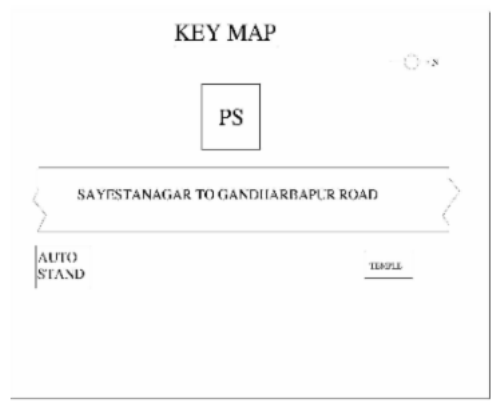 KEY MAP
PS
SAYESTANAGAR TO GANDHARBAPUR ROAD
AUTO
STAND
TEMPLE